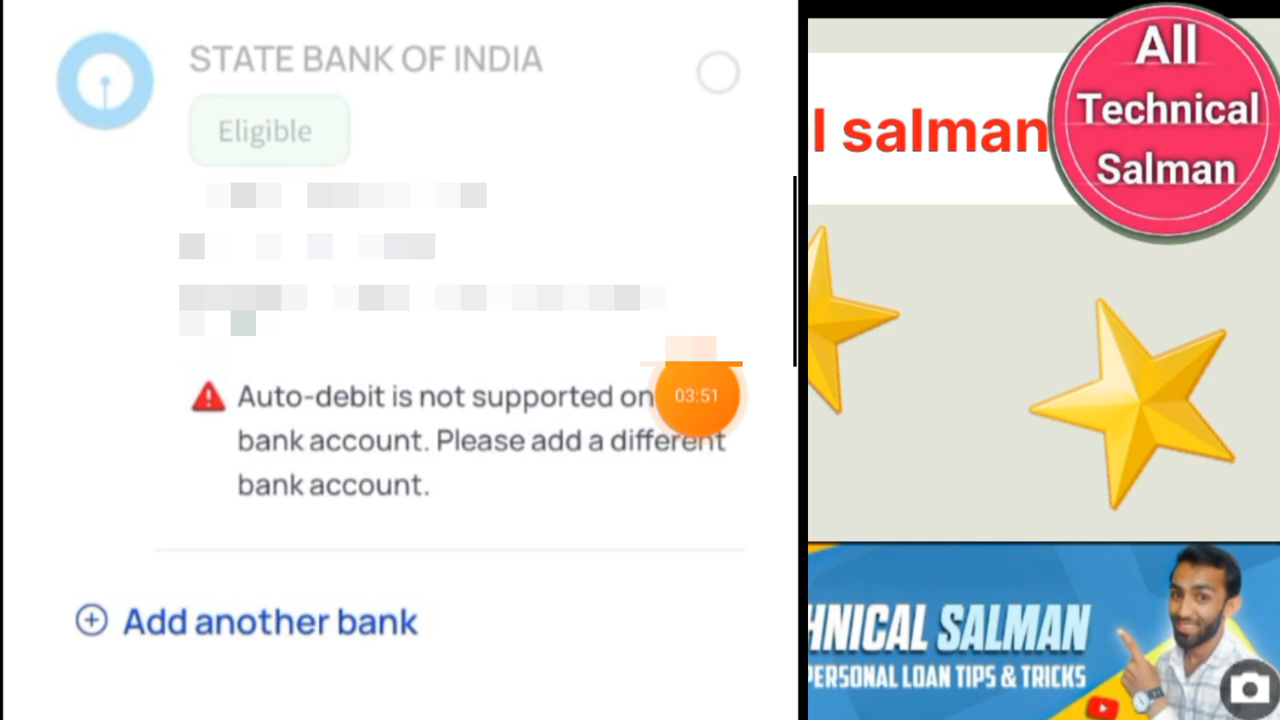 STATE BANK OF INDIA
Eligible
Auto-debit is not supported on
03:51
bank account. Please add a different
bank account.
Add another bank
l salman
All
Technical
Salman
HNICAL SALMAN
PERSONAL LOAN TIPS & TRICKS